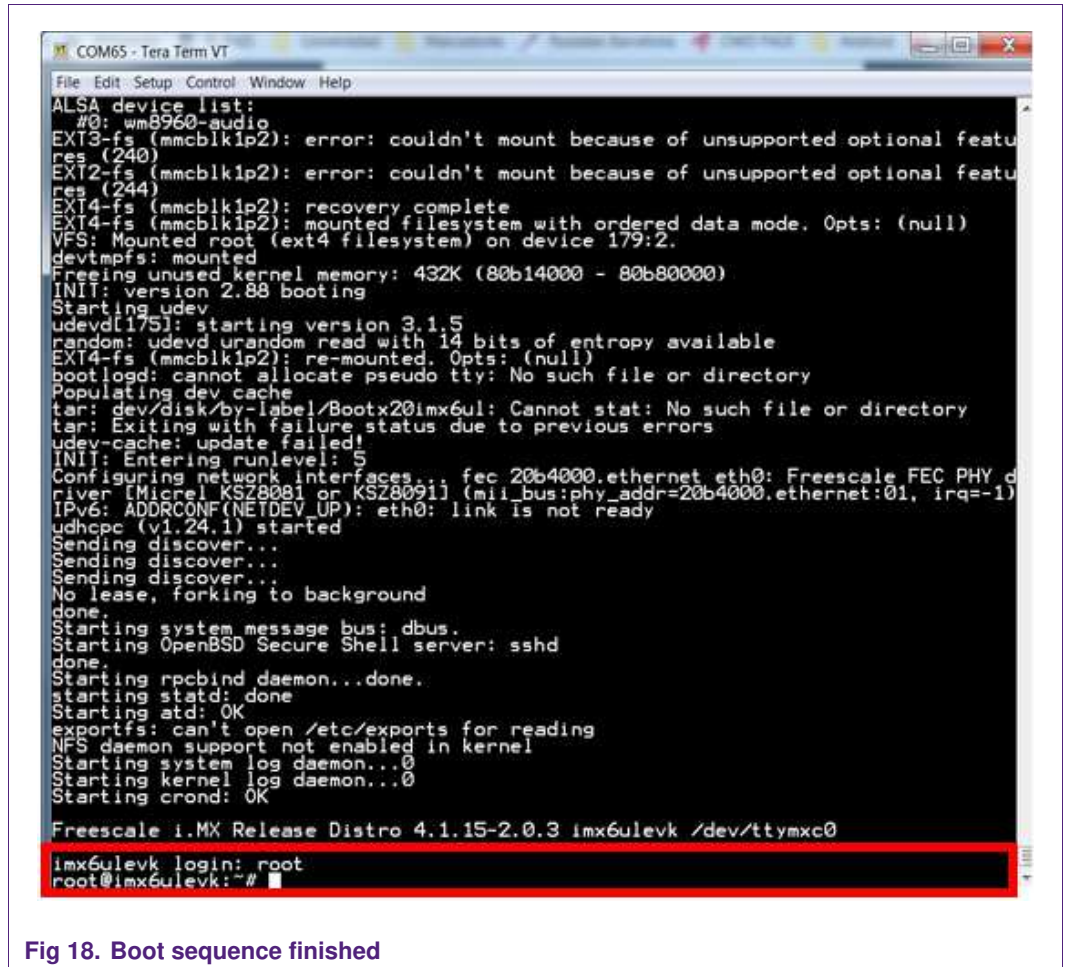 COM65 - Tera Term VT
File Edit Setup Control Window Help
ALSA device list:
#0: wm8960-audio
EXT3-fs (mmcblk1p2): error: couldn't mount because of unsupported optional featu
res (240)
EXT2-fs (mmcblk1p2): error: couldn't mount because of unsupported optional featu
res (244)
EXT4-fs (mmcblk1p2): recovery complete
EXT4-fs (mmcblk1p2): mounted filesystem with ordered data mode. Opts: (null)
VFS: Mounted root (ext4 filesystem) on device 179:2.
devtmpfs: mounted
Freeing unused kernel memory: 432K (80b14000 - 80b80000)
INIT: version 2.88 booting
Starting udev
udevd[175]: starting version 3.1.5
random: udevd urandom read with 14 bits of entropy available
EXT4-fs (mmcblk1p2): re-mounted. Opts: (null)
bootlogd: cannot allocate pseudo tty: No such file or directory
Populating dev cache
tar: dev/disk/by-label/Bootx20imx6ul: Cannot stat: No such file or directory
tar: Exiting with failure status due to previous errors
udev-cache: update failed!
INIT: Entering runlevel: 5
Configuring network interfaces... fec 20b4000.ethernet eth0: Freescale FEC PHY d
river [Micrel KSZ8081 or KSZ8091] (mii_bus:phy_addr=20b4000.ethernet:01, irq=-1)
IPv6: ADDRCONF(NETDEV_UP): eth0: link is not ready
udhcpc (v1.24.1) started
Sending discover...
Sending discover...
Sending discover...
No lease, forking to background
done.
Starting system message bus: dbus.
Starting OpenBSD Secure Shell server: sshd
done.
Starting rpcbind daemon...done.
starting statd: done
Starting atd: OK
exportfs: can't open /etc/exports for reading
NFS daemon support not enabled in kernel
Starting system log daemon...0
Starting kernel log daemon...0
Starting crond: OK
Freescale i.MX Release Distro 4.1.15-2.0.3 imx6ulevk /dev/ttymxc0
imx6ulevk login: root
root@imx6ulevk:~#
Fig 18. Boot sequence finished